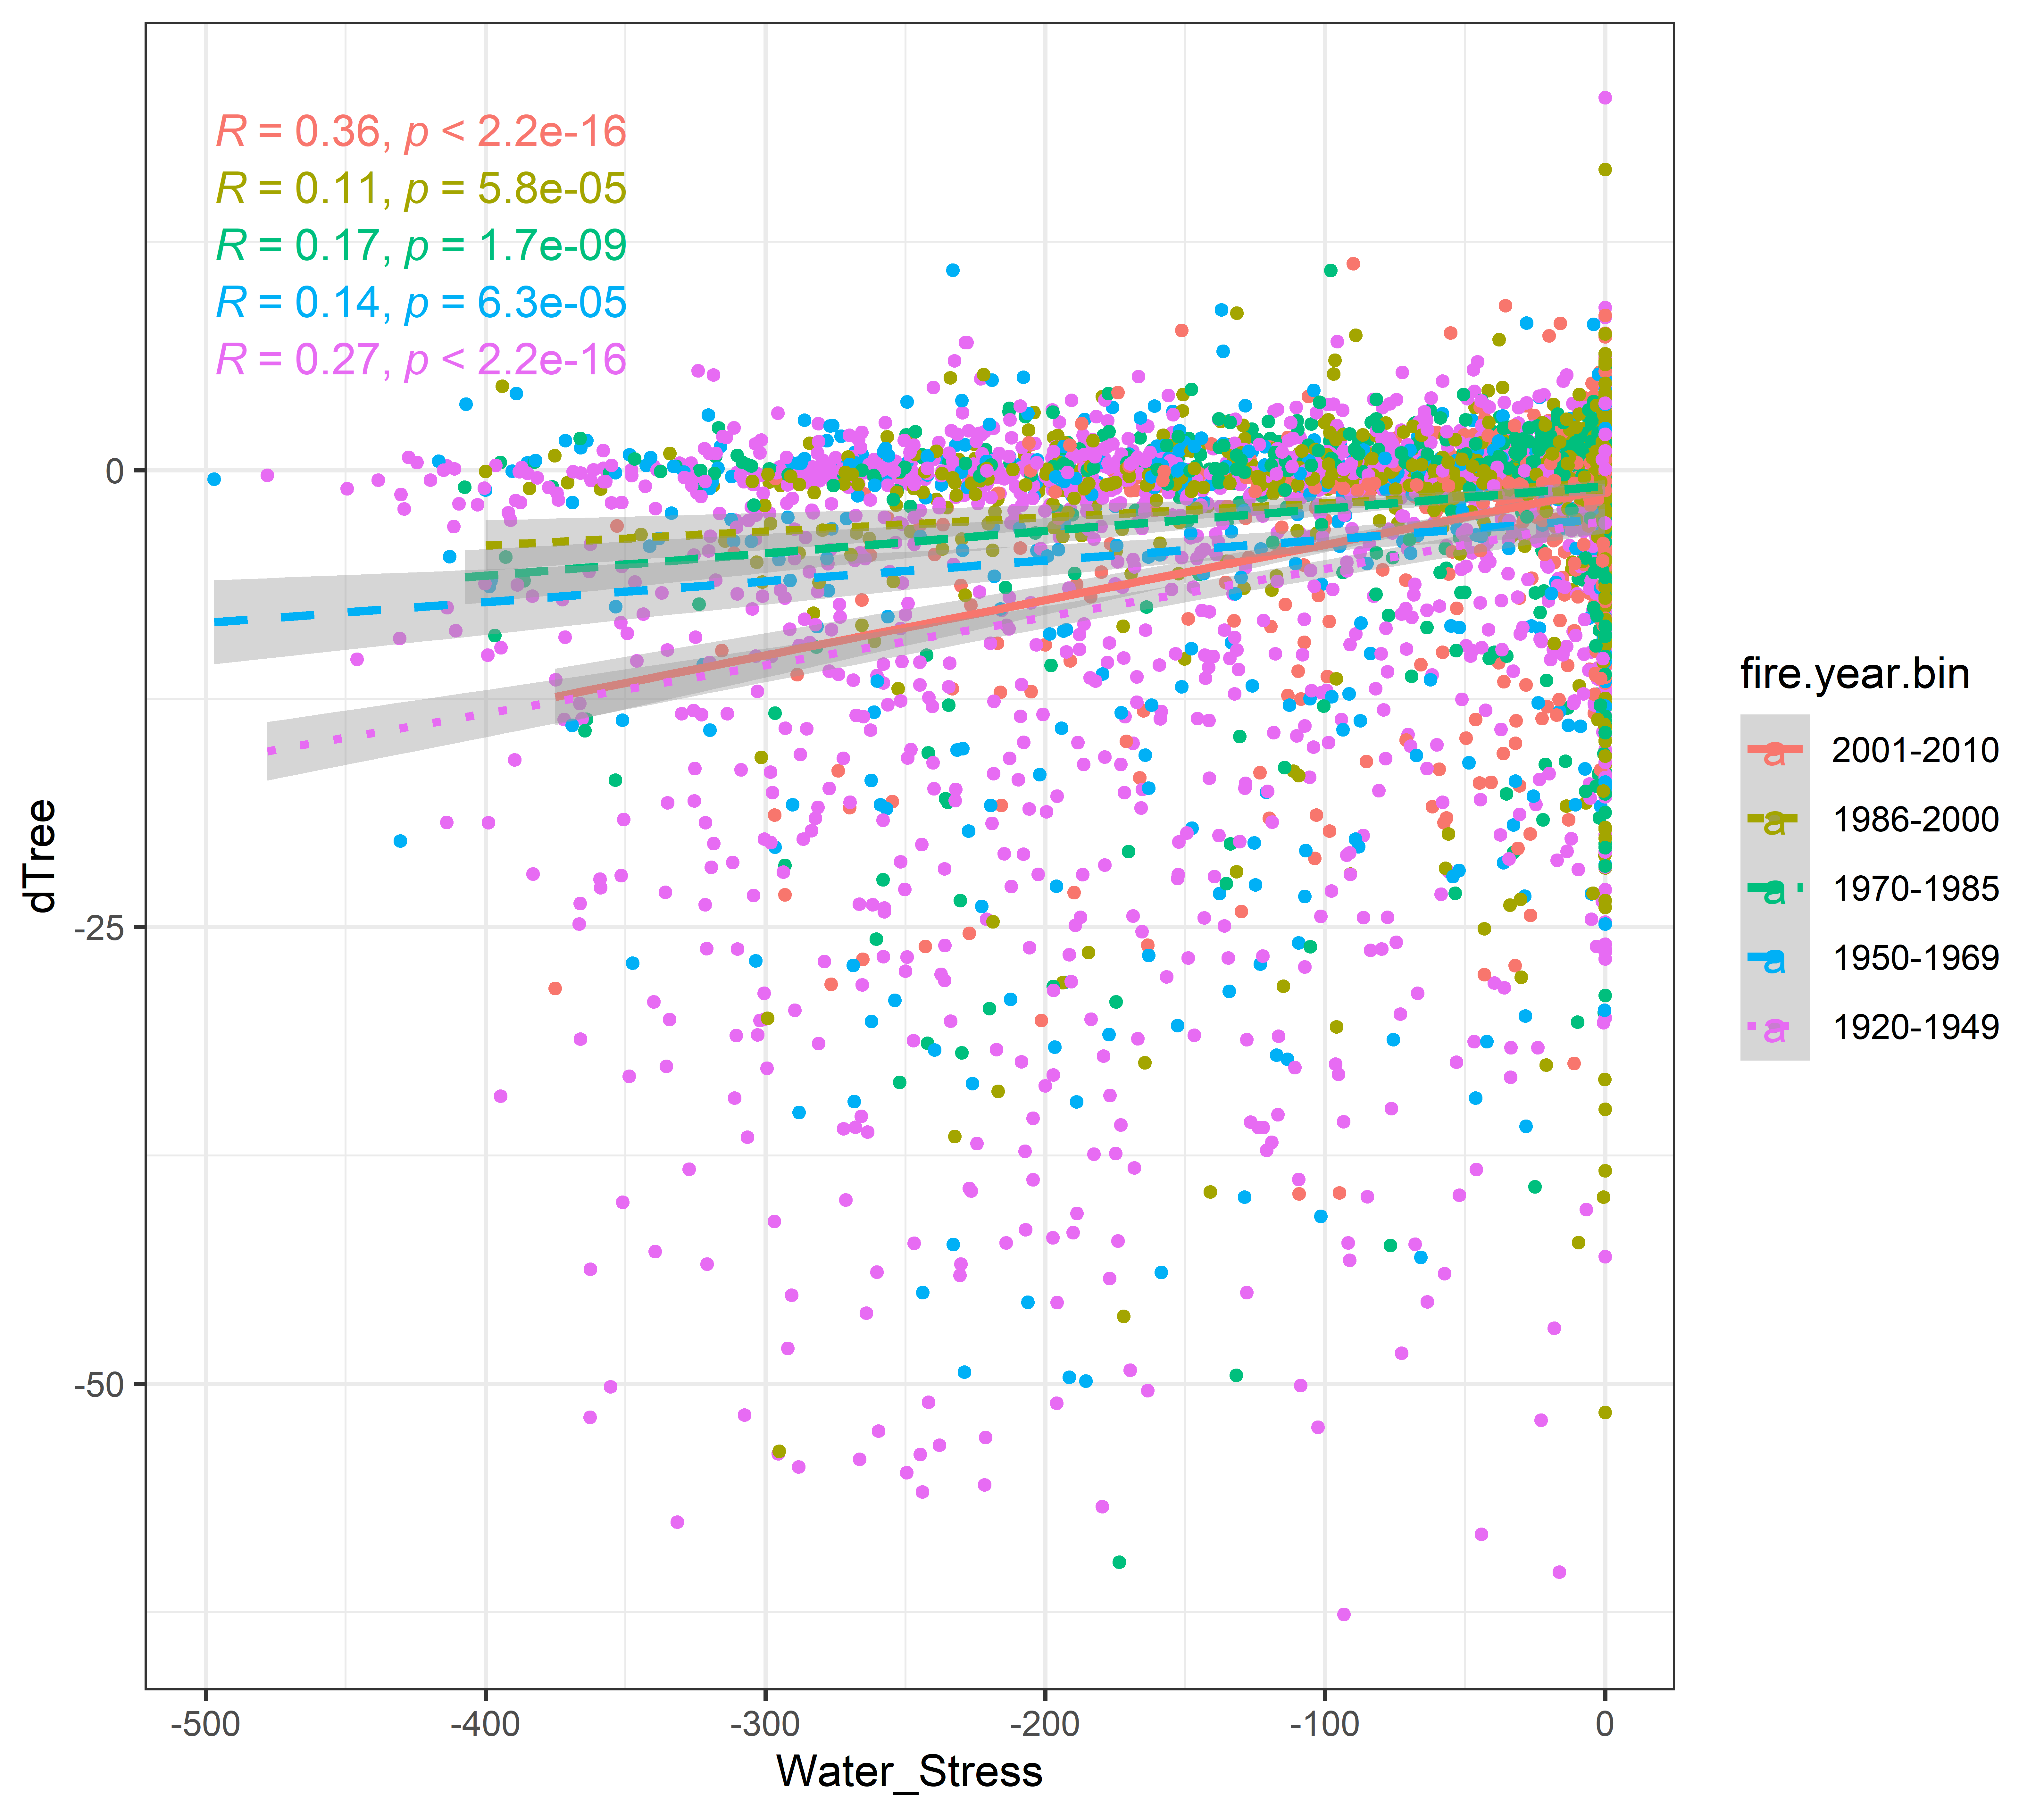 R = 0.36, p < 2.2e-16
R = 0.11, p = 5.8e-05
R = 0.17, p = 1.7e-09
R = 0.14, p = 6.3e-05
R = 0.27, p < 2.2e-16
0
-25
-50
dTree
-500 -400 -300 -200 -100 0
Water_Stress
fire.year.bin
a 2001-2010
a 1986-2000
a 1970-1985
a 1950-1969
a 1920-1949